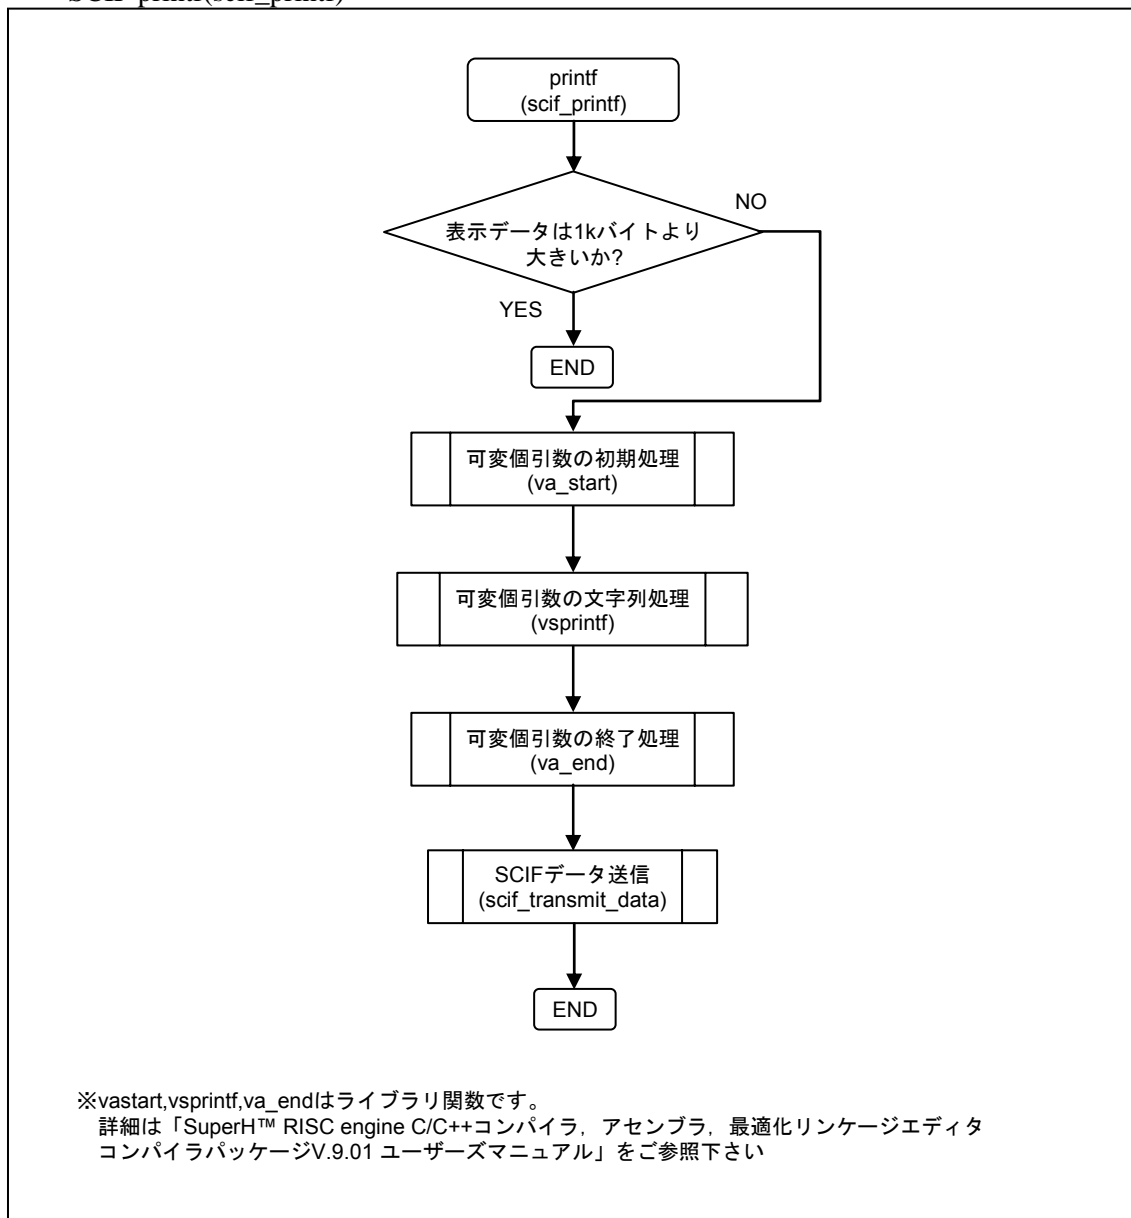 SCIF printf(scif_printf)
printf
(scif_printf)
NO
表示データは1kバイトより
大きいか?
YES
END
可変個引数の初期処理
(va_start)
可変個引数の文字列処理
(vsprintf)
可変個引数の終了処理
(va_end)
SCIFデータ送信
(scif_transmit_data)
END
※vastart,vsprintf,va_endはライブラリ関数です。
詳細は「SuperH™ RISC engine C/C++コンパイラ，アセンブラ，最適化リンケージエディタ
コンパイラパッケージV.9.01 ユーザーズマニュアル」をご参照下さい